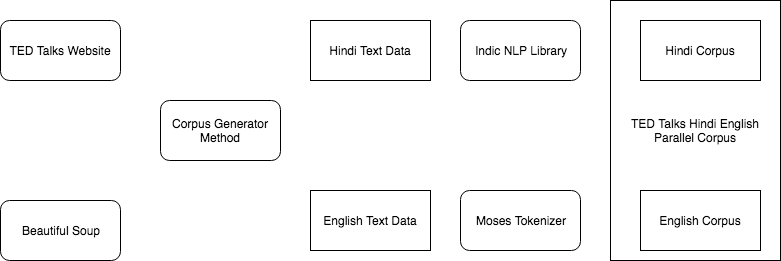 TED Talks Website
Hindi Text Data
Indic NLP Library
Hindi Corpus
Corpus Generator
Method
TED Talks Hindi English
Parallel Corpus
Beautiful Soup
English Text Data
Moses Tokenizer
English Corpus